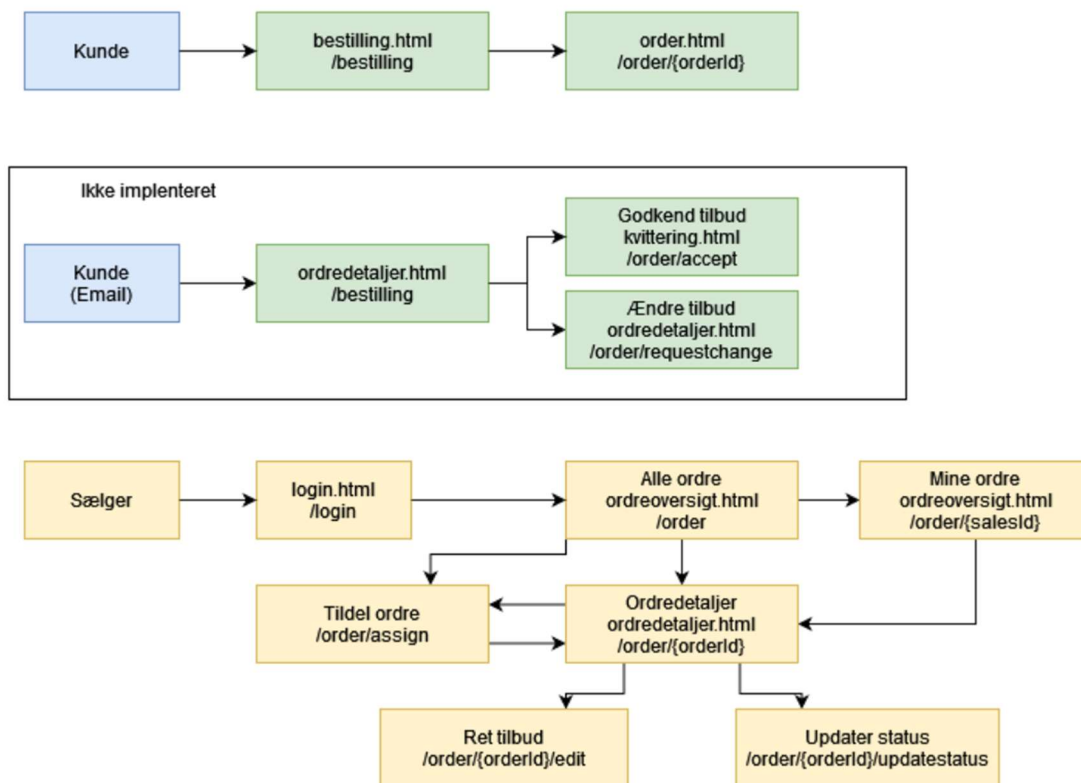 Kunde
bestilling.html
/bestilling
order.html
/order/{orderId}
Ikke implenteret
Kunde
(Email)
ordredetaljer.html
/bestilling
Godkend tilbud
kvittering.html
/order/accept
Ændre tilbud
ordredetaljer.html
/order/requestchange
Sælger
login.html
/login
Alle ordre
ordreoversigt.html
/order
Mine ordre
ordreoversigt.html
/order/{salesId}
Tildel ordre
/order/assign
Ordredetaljer
ordredetaljer.html
/order/{orderId}
Ret tilbud
/order/{orderId}/edit
Updater status
/order/{orderId}/updatestatus